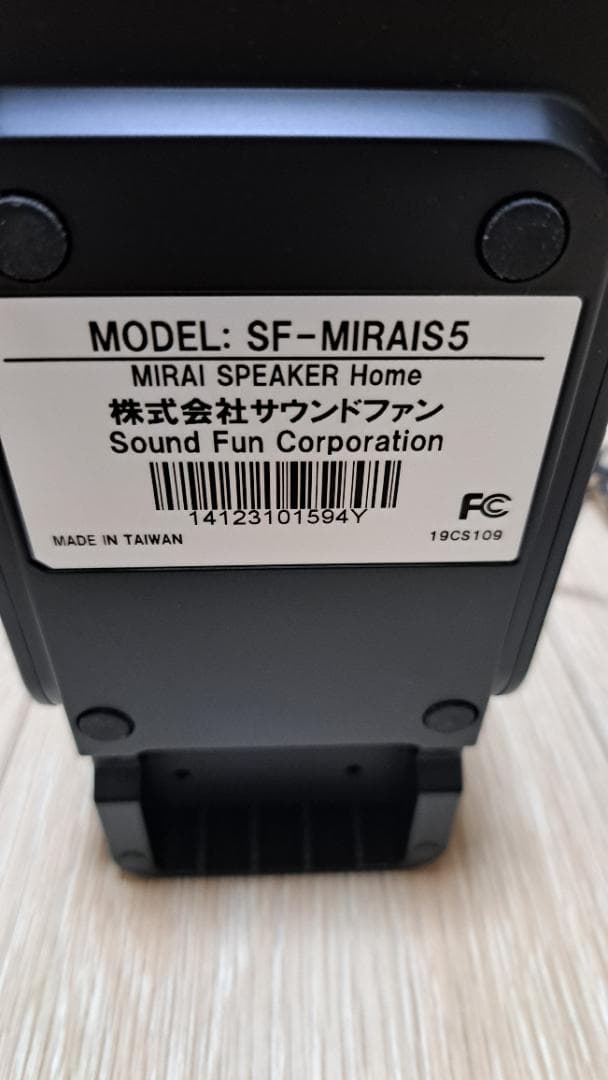 MODEL: SF-MIRAIS5
MIRAI SPEAKER Home
株式会社サウンドファン
Sound Fun Corporation
14123101594Y
FC
MADE IN TAIWAN
19CS109